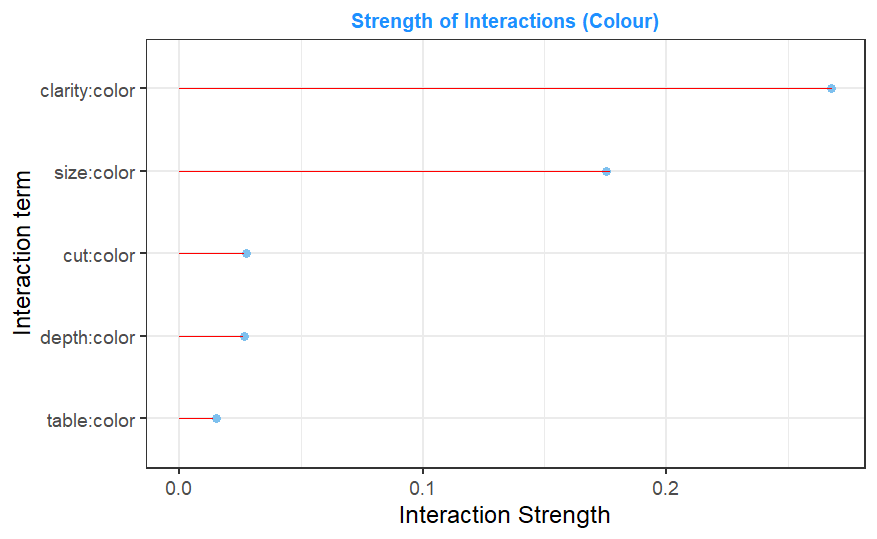 Strength of Interactions (Colour)
Interaction term
clarity:color
size:color
cut:color
depth:color
table:color
0.0 0.1 0.2
Interaction Strength